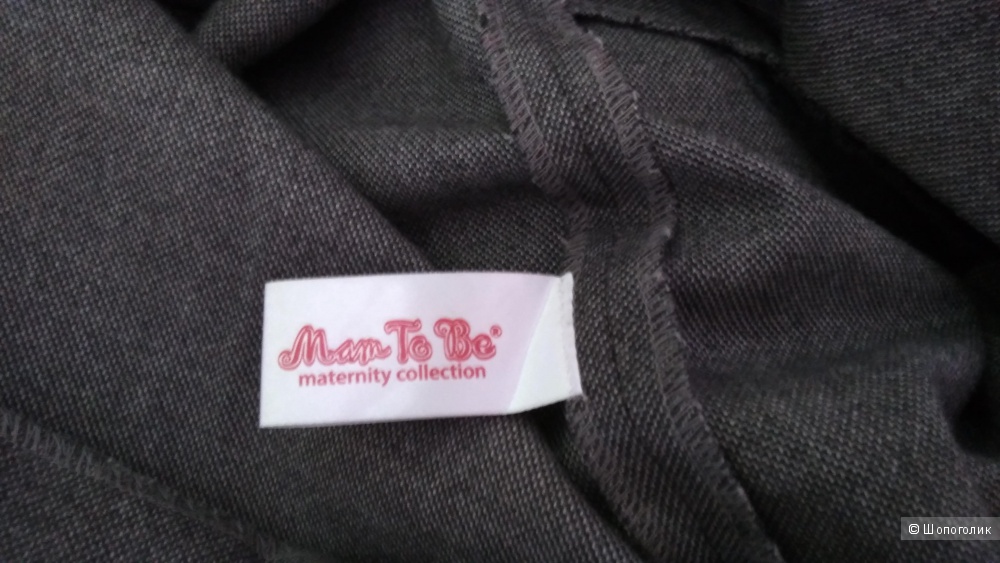 Mam To Be®
maternity collection
© Шопоголик